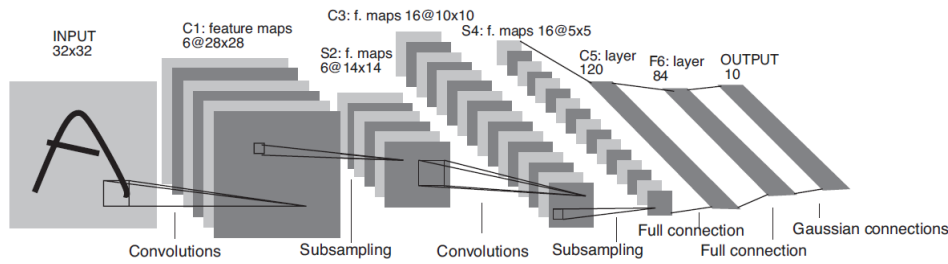 INPUT
32x32
C1: feature maps
6@28x28
S2: f. maps
6@14x14
C3: f. maps 16@10x10
S4: f. maps 16@5x5
C5: layer
120
F6: layer
84
OUTPUT
10
Convolutions
Subsampling
Convolutions
Subsampling
Full connection
Full connection
Gaussian connections